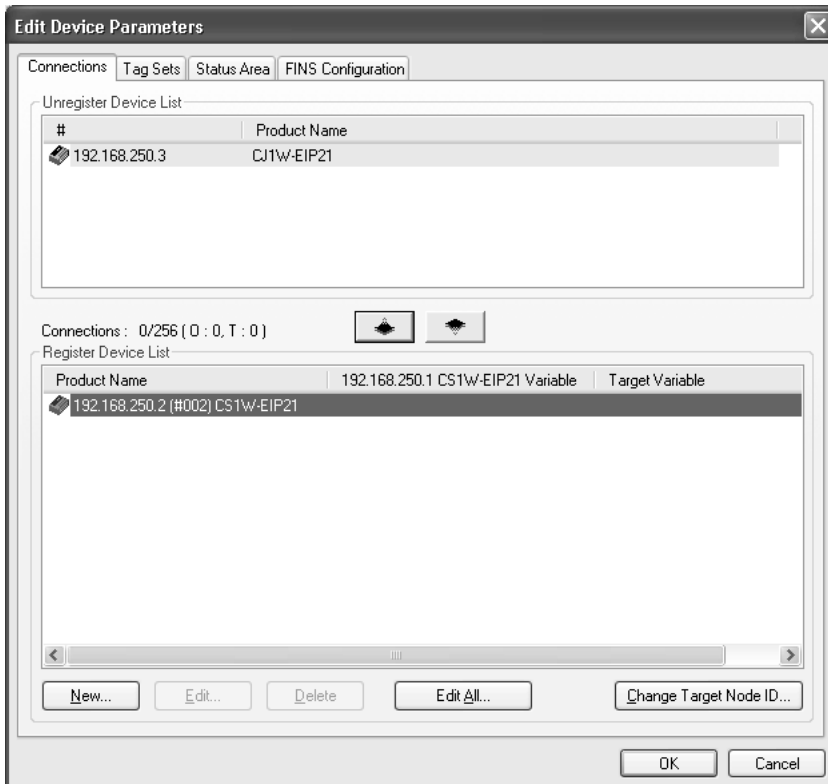 Edit Device Parameters
Connections Tag Sets Status Area FINS Configuration
Unregister Device List
# Product Name
192.168.250.3 CJ1W-EIP21
Connections : 0/256 ( O : 0, T : 0 )
Register Device List
Product Name 192.168.250.1 CS1W-EIP21 Variable Target Variable
192.168.250.2 (#002) CS1W-EIP21
New... Edit... Delete Edit All... Change Target Node ID...
OK Cancel